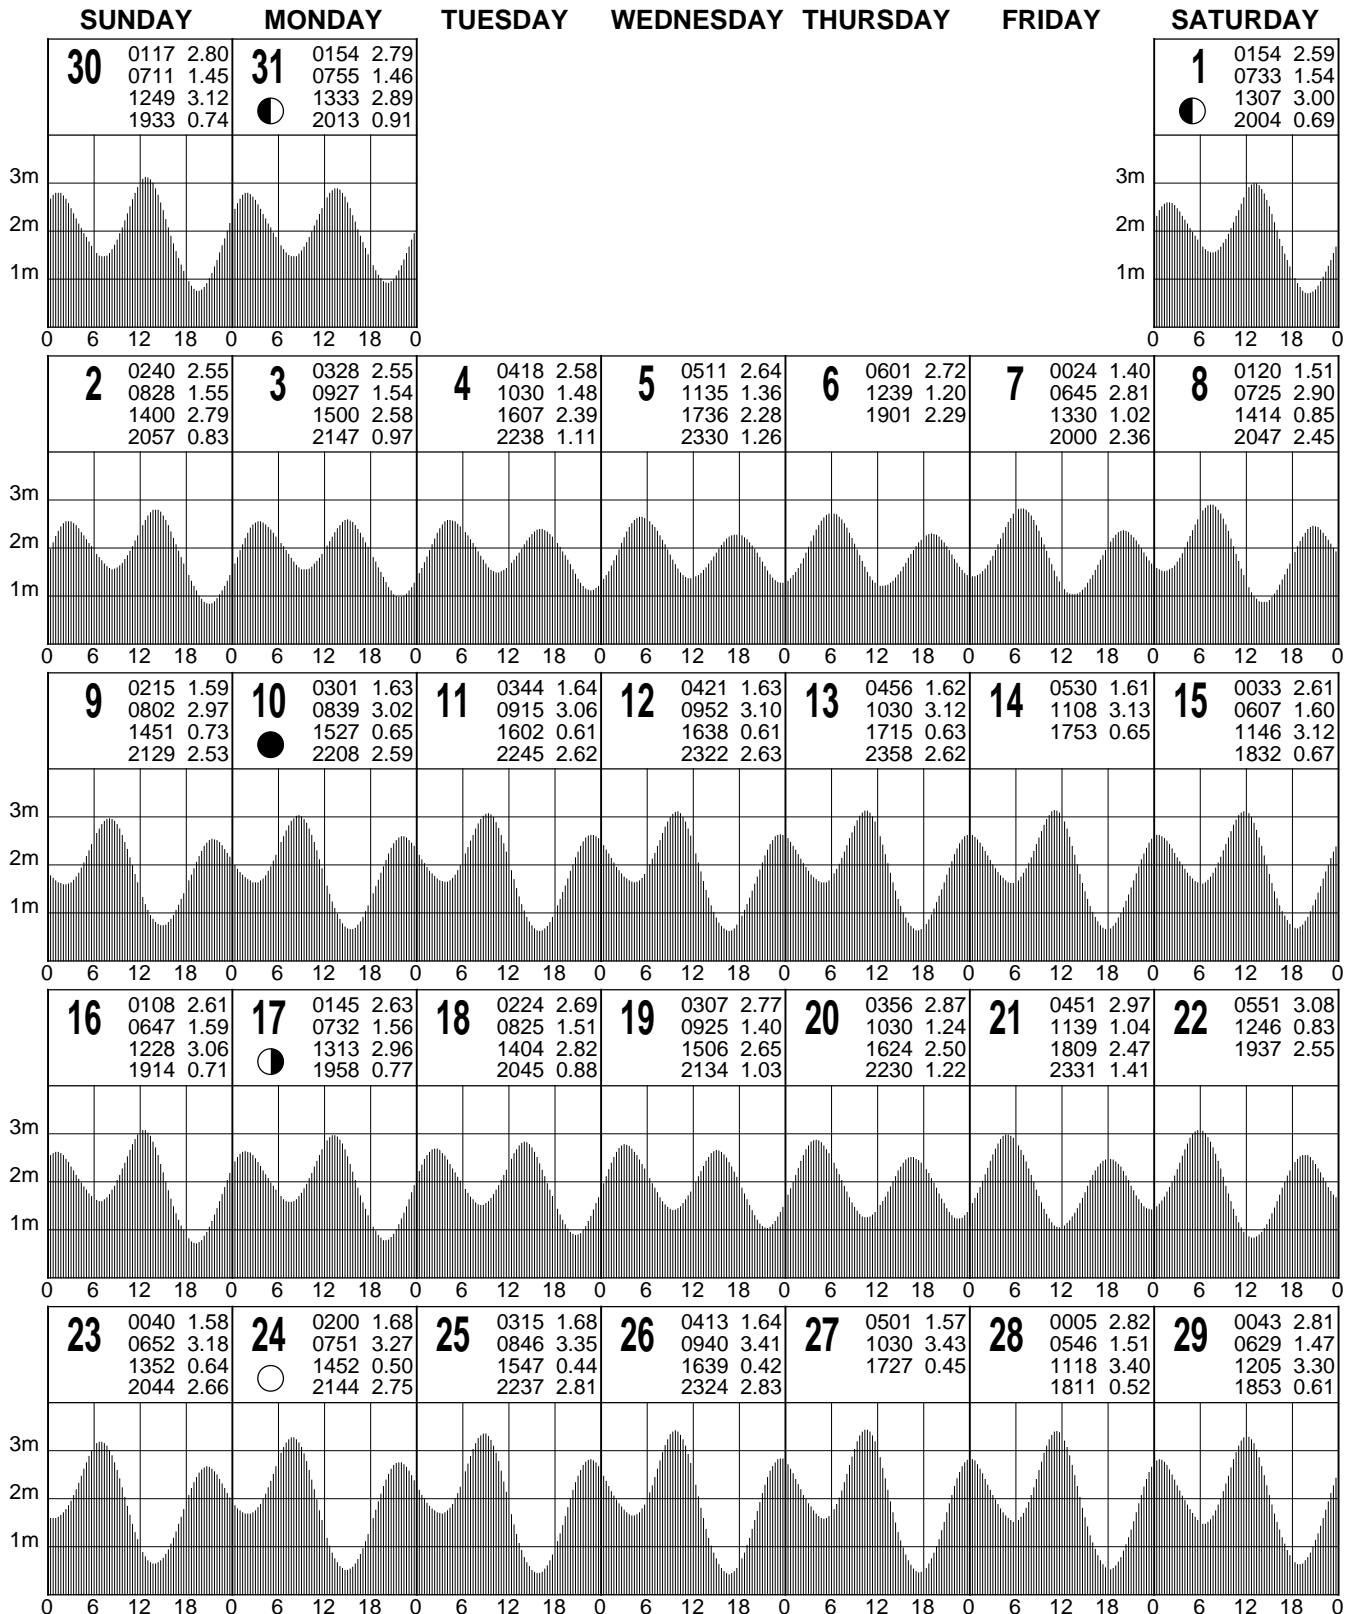 SUNDAY MONDAY TUESDAY WEDNESDAY THURSDAY FRIDAY SATURDAY
30 0117 2.80 31 0154 2.79 1 0154 2.59
0711 1.45 0755 1.46 0733 1.54
1249 3.12 1333 2.89 1307 3.00
1933 0.74 2013 0.91 2004 0.69
3m 3m
2m 2m
1m 1m
0 6 12 18 0 6 12 18 0 0 6 12 18 0
2 0240 2.55 3 0328 2.55 4 0418 2.58 5 0511 2.64 6 0601 2.72 7 0024 1.40 8 0120 1.51
0828 1.55 0927 1.54 1030 1.48 1135 1.36 1239 1.20 0645 2.81 0725 2.90
1400 2.79 1500 2.58 1607 2.39 1736 2.28 1901 2.29 1330 1.02 1414 0.85
2057 0.83 2147 0.97 2238 1.11 2330 1.26 2000 2.36 2047 2.45
3m
2m
1m
0 6 12 18 0 6 12 18 0 6 12 18 0 6 12 18 0 6 12 18 0 6 12 18 0 6 12 18 0
9 0215 1.59 10 0301 1.63 11 0344 1.64 12 0421 1.63 13 0456 1.62 14 0530 1.61 15 0033 2.61
0802 2.97 0839 3.02 0915 3.06 0952 3.10 1030 3.12 1108 3.13 0607 1.60
1451 0.73 1527 0.65 1602 0.61 1638 0.61 1715 0.63 1753 0.65 1146 3.12
2129 2.53 2208 2.59 2245 2.62 2322 2.63 2358 2.62 1832 0.67
3m
2m
1m
0 6 12 18 0 6 12 18 0 6 12 18 0 6 12 18 0 6 12 18 0 6 12 18 0 6 12 18 0
16 0108 2.61 17 0145 2.63 18 0224 2.69 19 0307 2.77 20 0356 2.87 21 0451 2.97 22 0551 3.08
0647 1.59 0732 1.56 0825 1.51 0925 1.40 1030 1.24 1139 1.04 1246 0.83
1228 3.06 1313 2.96 1404 2.82 1506 2.65 1624 2.50 1809 2.47 1937 2.55
1914 0.71 1958 0.77 2045 0.88 2134 1.03 2230 1.22 2331 1.41
3m
2m
1m
0 6 12 18 0 6 12 18 0 6 12 18 0 6 12 18 0 6 12 18 0 6 12 18 0 6 12 18 0
23 0040 1.58 24 0200 1.68 25 0315 1.68 26 0413 1.64 27 0501 1.57 28 0005 2.82 29 0043 2.81
0652 3.18 0751 3.27 0846 3.35 0940 3.41 1030 3.43 0546 1.51 0629 1.47
1352 0.64 1452 0.50 1547 0.44 1639 0.42 1727 0.45 1118 3.40 1205 3.30
2044 2.66 2144 2.75 2237 2.81 2324 2.83 1811 0.52 1853 0.61
3m
2m
1m
0 6 12 18 0 6 12 18 0 6 12 18 0 6 12 18 0 6 12 18 0 6 12 18 0 6 12 18 0